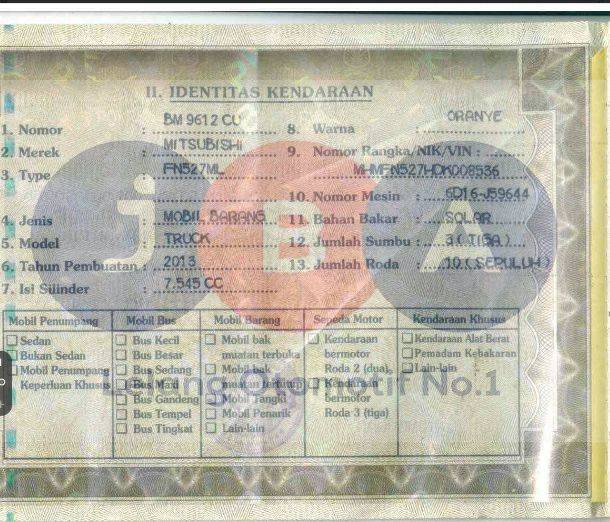 II. IDENTITAS KENDARAAN
1. Nomor : BM 9612 CU
2. Merek : MITSUBISHI
3. Type : FN527ML
4. Jenis : MOBIL BARANG
5. Model : TRUCK
6. Tahun Pembuatan : 2013
7. Isi Silinder : 7.545 CC
8. Warna : ORANYE
9. Nomor Rangka/NIK/VIN :
MHMFN527HDK008536
10. Nomor Mesin : 6D16-J59644
11. Bahan Bakar : SOLAR
12. Jumlah Sumbu : 3 ( TIGA )
13. Jumlah Roda : 10 ( SEPULUH )
Mobil Penumpang
Sedan
Bukan Sedan
Mobil Penumpang
Keperluan Khusus
Mobil Bus
Bus Kecil
Bus Besar
Bus Sedang
Bus Maxi
Bus Gandeng
Bus Tempel
Bus Tingkat
Mobil Barang
Mobil bak
muatan terbuka
Mobil bak
muatan tertutup
Mobil Tangki
Mobil Penarik
Lain-lain
Sepeda Motor
Kendaraan
bermotor
Roda 2 (dua)
Kendaraan
bermotor
Roda 3 (tiga)
Kendaraan Khusus
Kendaraan Alat Berat
Pemadam Kebakaran
Lain-lain
JBA
Lelang Otomotif No.1